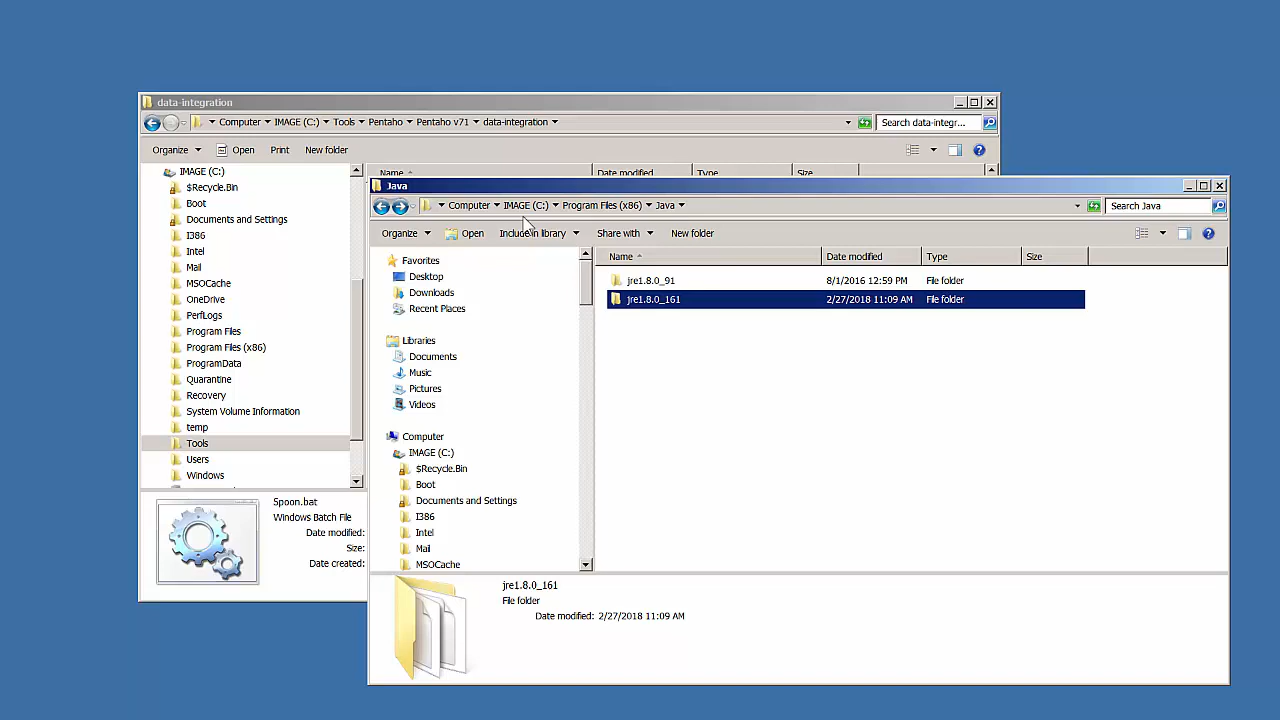 data-integration
Computer IMAGE (C:) Tools Pentaho Pentaho v71 data-integration Search data-integr...
Organize Open Print New folder
IMAGE (C:)
$Recycle.Bin
Boot
Documents and Settings
I386
Intel
Mail
MSOCache
OneDrive
PerfLogs
Program Files
Program Files (x86)
ProgramData
Quarantine
Recovery
System Volume Information
temp
Tools
Users
Windows
Name Date modified Type Size
Spoon.bat
Windows Batch File
Date modified:
Size:
Date created:
Java
Computer IMAGE (C:) Program Files (x86) Java Search Java
Organize Open Include in library Share with New folder
Favorites
Desktop
Downloads
Recent Places
Libraries
Documents
Music
Pictures
Videos
Computer
IMAGE (C:)
$Recycle.Bin
Boot
Documents and Settings
I386
Intel
Mail
MSOCache
Name Date modified Type Size
jre1.8.0_91 8/1/2016 12:59 PM File folder
jre1.8.0_161 2/27/2018 11:09 AM File folder
jre1.8.0_161
File folder
Date modified: 2/27/2018 11:09 AM